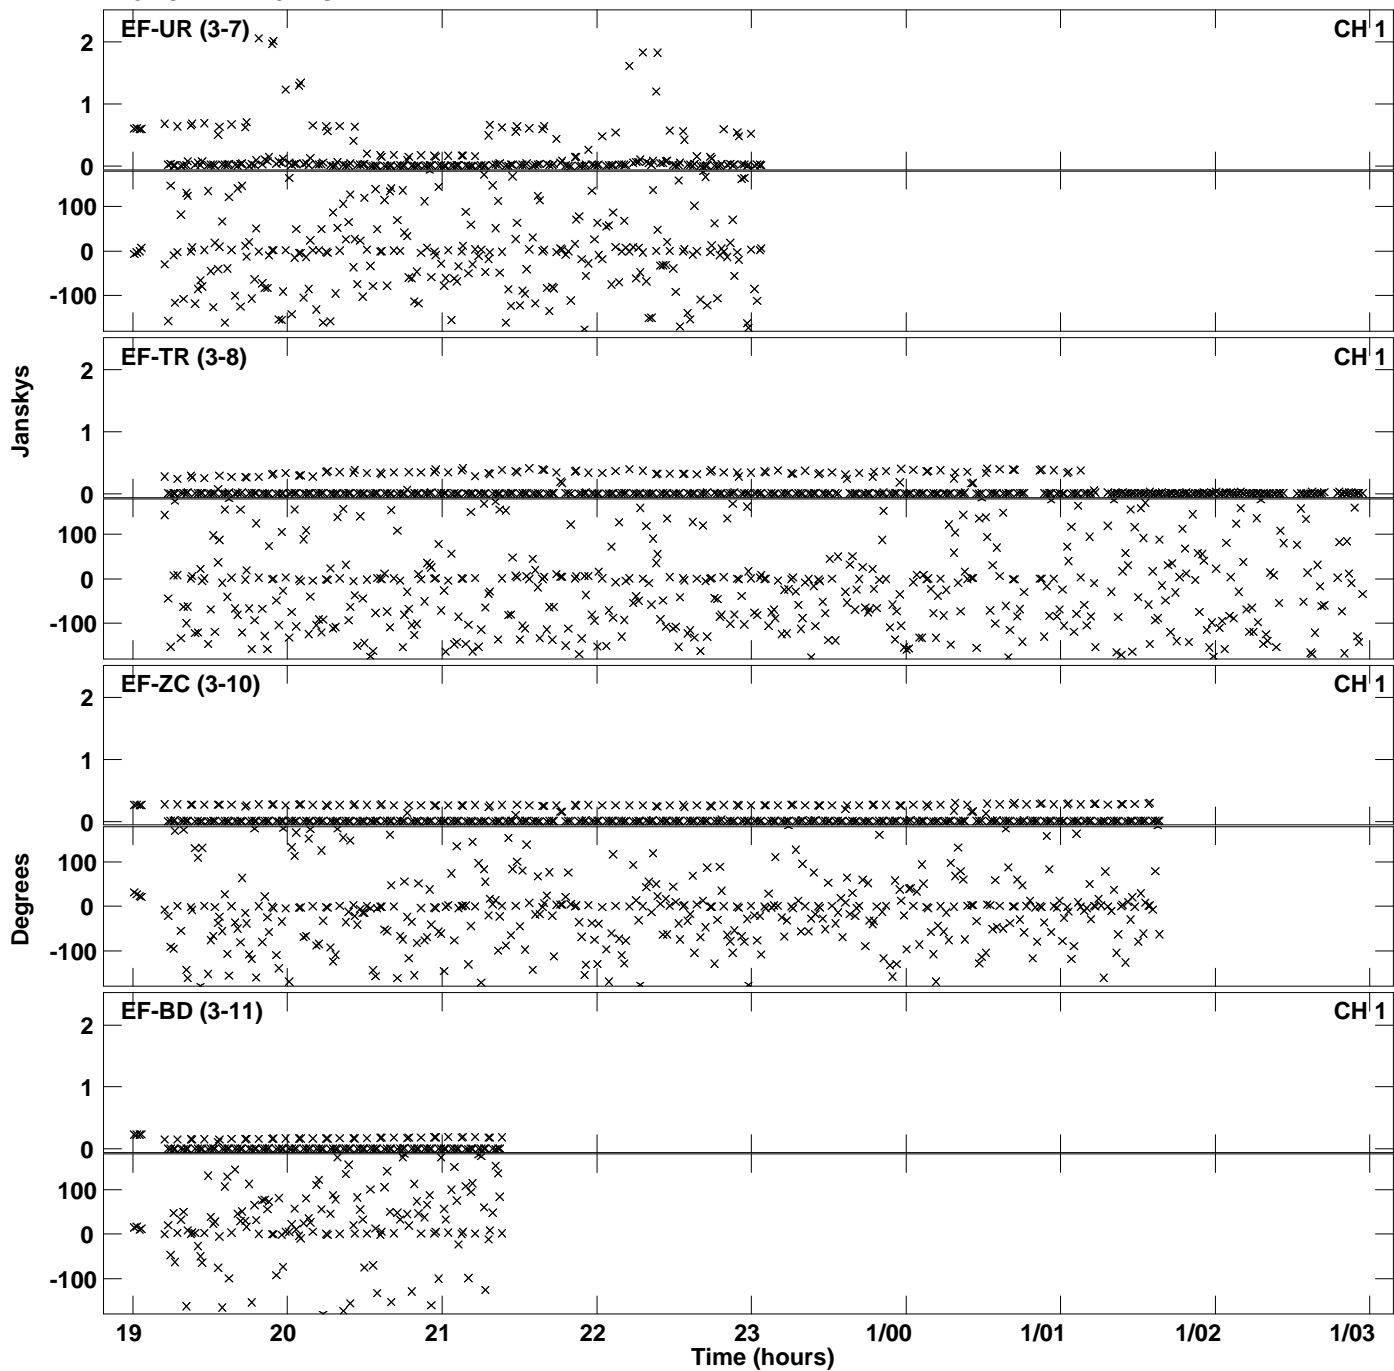 EF-UR (3-7)
CH 1
2
1
0
100
0
-100
EF-TR (3-8)
CH 1
2
1
0
100
0
-100
Janskys
EF-ZC (3-10)
CH 1
2
1
0
100
0
-100
Degrees
EF-BD (3-11)
CH 1
2
1
0
100
0
-100
19 20 21 22 23 1/00 1/01 1/02 1/03
Time (hours)